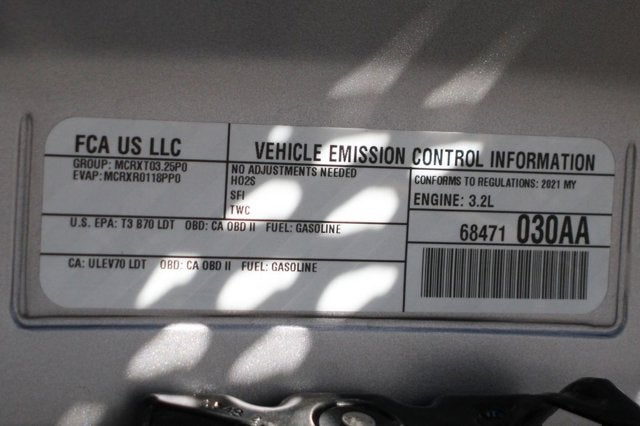 FCA US LLC
GROUP: MCRXT03.25P0
EVAP: MCRXR0118PP0
VEHICLE EMISSION CONTROL INFORMATION
NO ADJUSTMENTS NEEDED
HO2S
SFI
TWC
CONFORMS TO REGULATIONS: 2021 MY
ENGINE: 3.2L
U.S. EPA: T3 B70 LDT OBD: CA OBD II FUEL: GASOLINE
68471 030AA
CA: ULEV70 LDT OBD: CA OBD II FUEL: GASOLINE